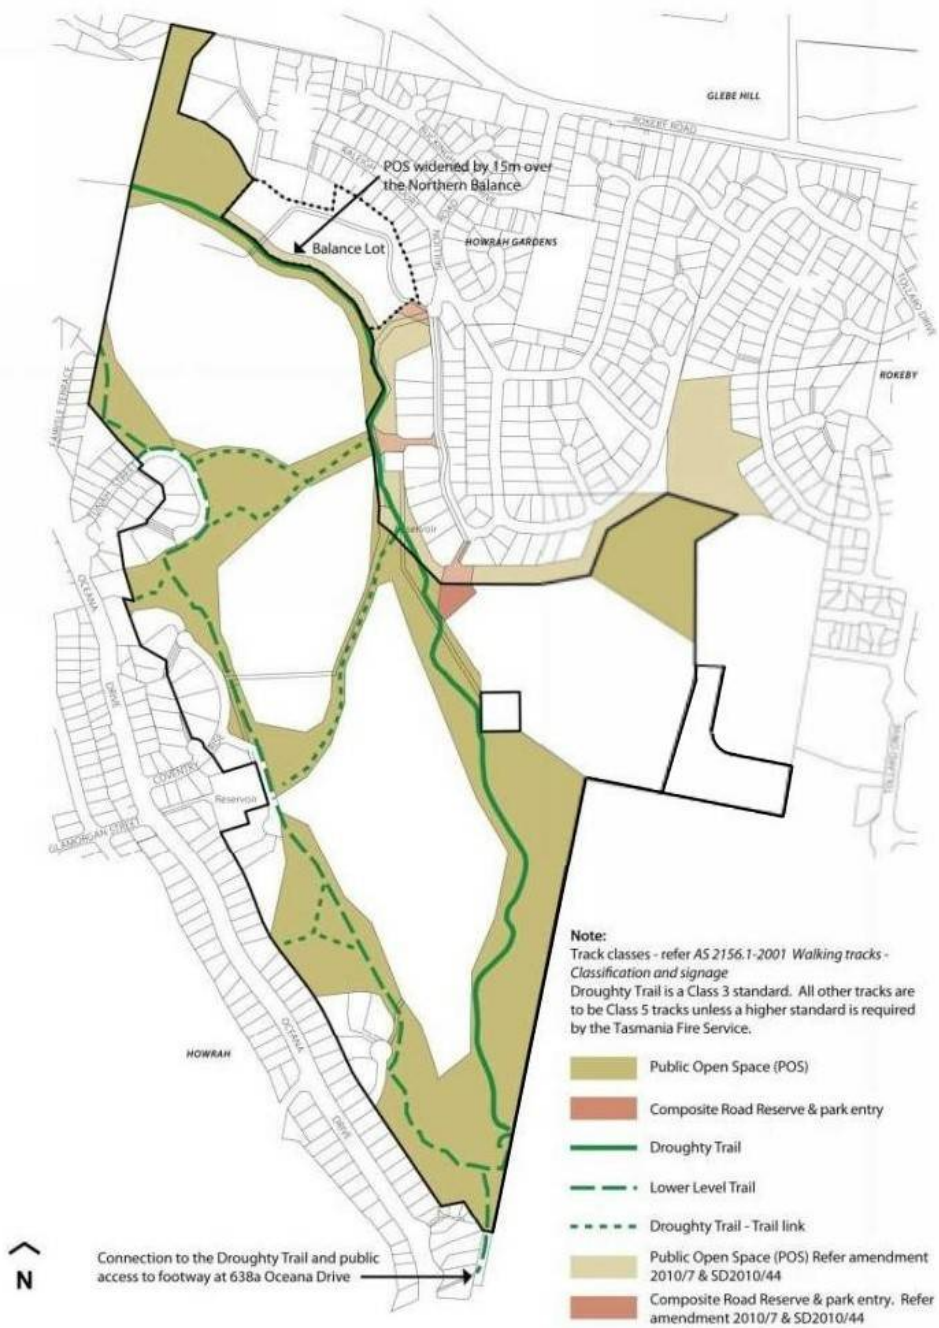 GLEBE HILL
ROKEBY ROAD
POS widened by 15m over
the Northern Balance
HOWRAH GARDENS
Balance Lot
TOLLARD DRIVE
ROKEBY
Reservoir
OCEANA
DRIVE
COVENTRY
RISE
Reservoir
GLAMORGAN STREET
TOLLARD DRIVE
OCEANA
DRIVE
HOWRAH
Note:
Track classes - refer AS 2156.1-2001 Walking tracks -
Classification and signage
Droughty Trail is a Class 3 standard. All other tracks are
to be Class 5 tracks unless a higher standard is required
by the Tasmania Fire Service.
Public Open Space (POS)
Composite Road Reserve & park entry
Droughty Trail
Lower Level Trail
Droughty Trail - Trail link
Public Open Space (POS) Refer amendment
2010/7 & SD2010/44
Composite Road Reserve & park entry. Refer
amendment 2010/7 & SD2010/44
N
Connection to the Droughty Trail and public
access to footway at 638a Oceana Drive